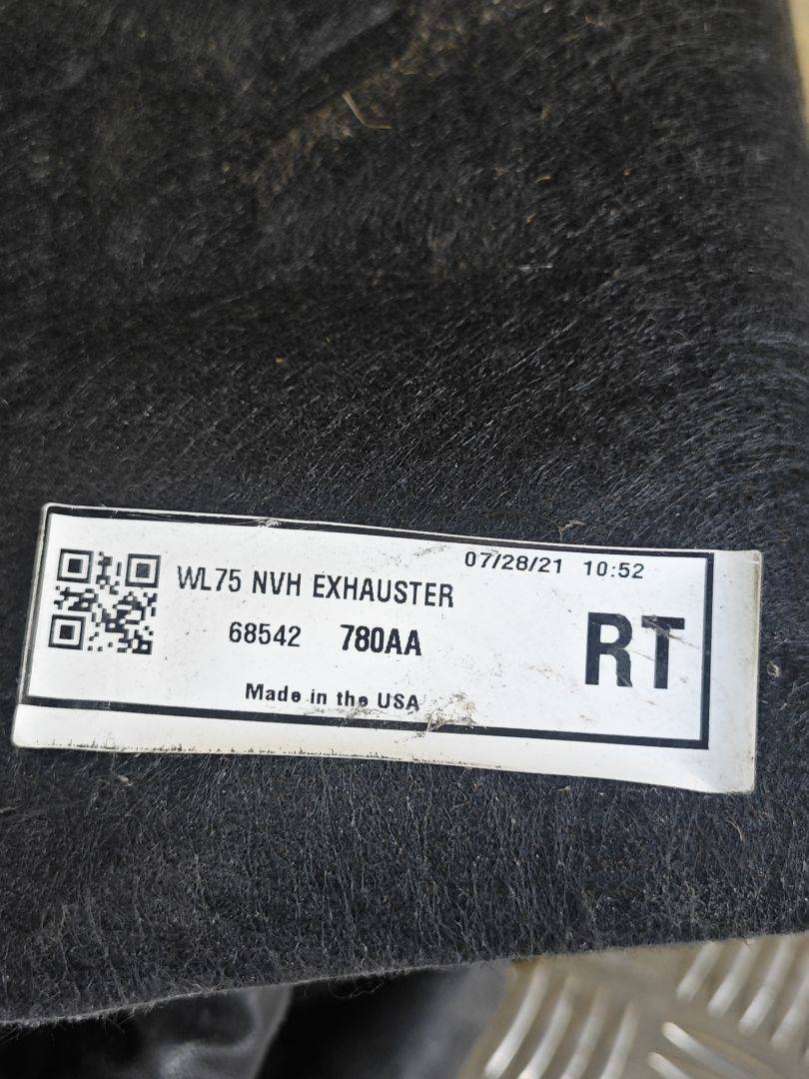 07/28/21 10:52
WL75 NVH EXHAUSTER
68542 780AA
RT
Made in the USA